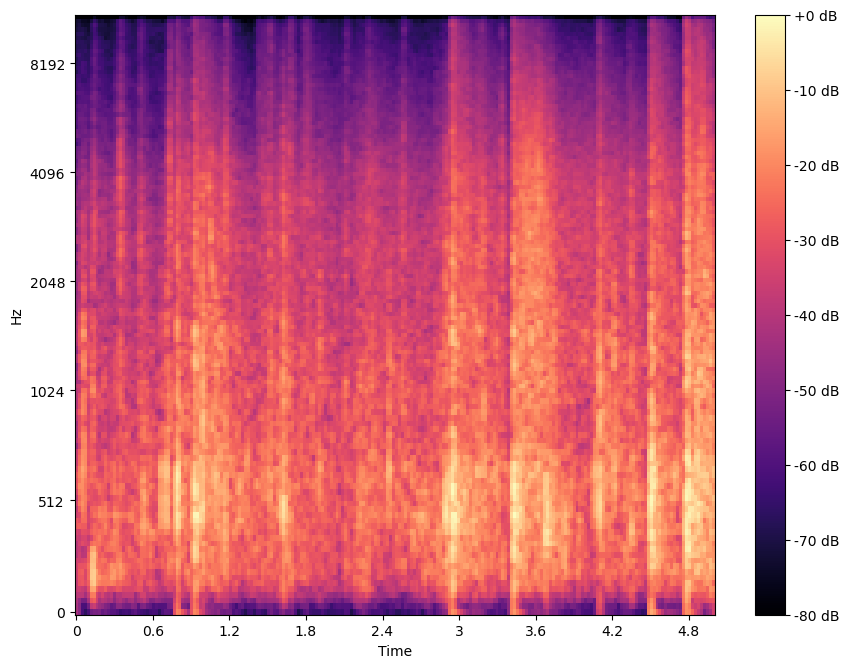 +0 dB
8192
-10 dB
4096
-20 dB
-30 dB
2048
Hz
-40 dB
1024
-50 dB
-60 dB
512
-70 dB
0
-80 dB
0 0.6 1.2 1.8 2.4 3 3.6 4.2 4.8
Time